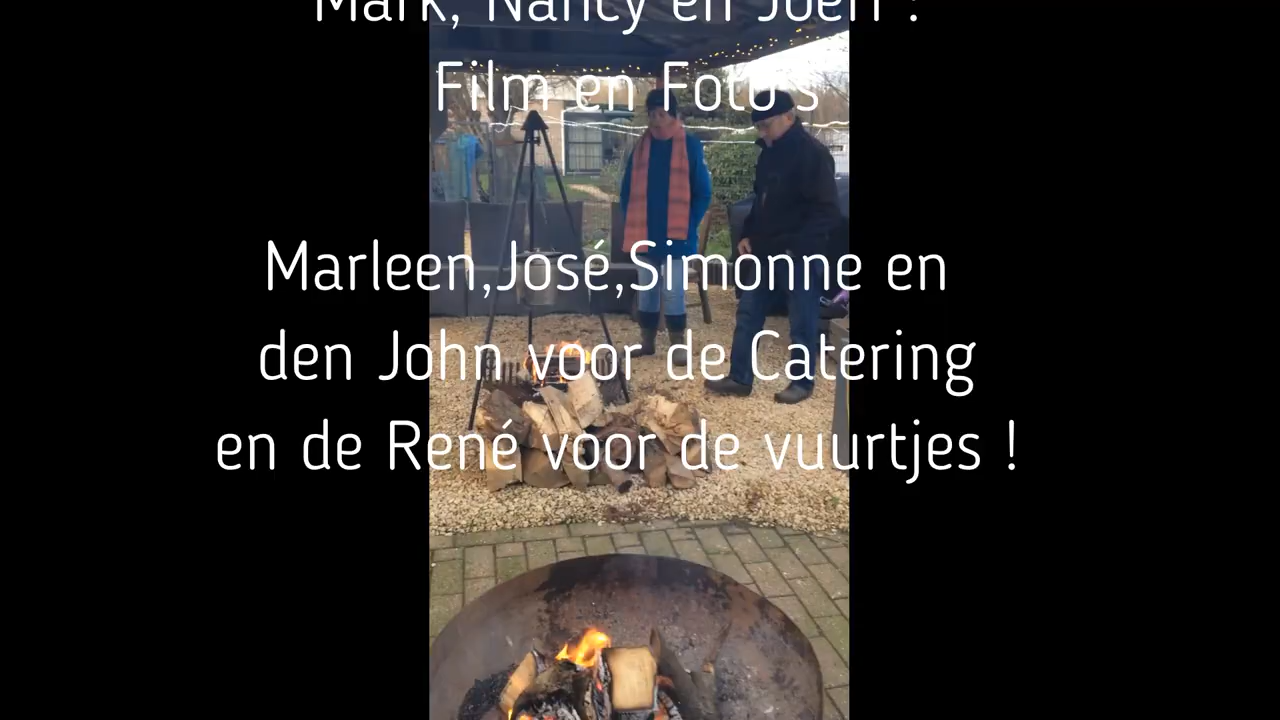 Mark, Nancy en Joeri :
Film en Foto's
Marleen,José,Simonne en
den John voor de Catering
en de René voor de vuurtjes !